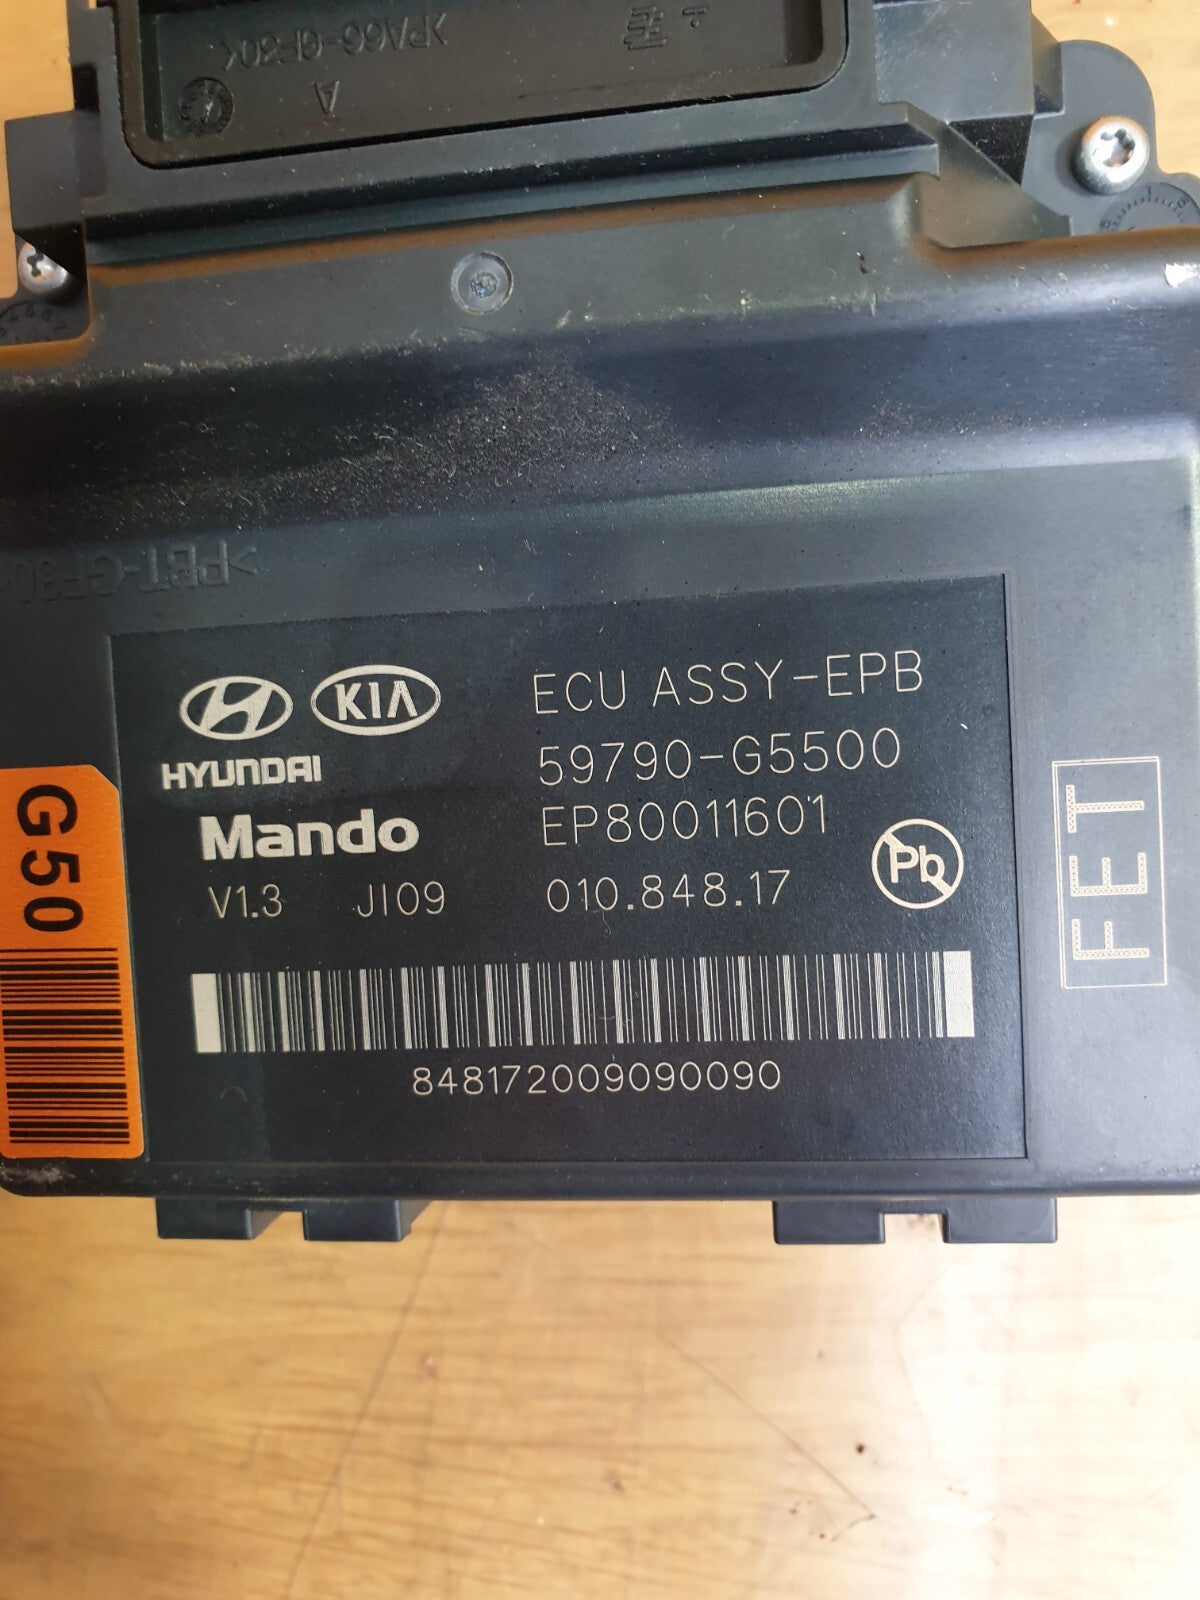 >PA66-GF30<
A
>PBT-GF30<
HYUNDAI
KIA
ECU ASSY-EPB
59790-G5500
Mando
EP80011601
V1.3 JI09 010.848.17
Pb
848172009090090
G50
FET